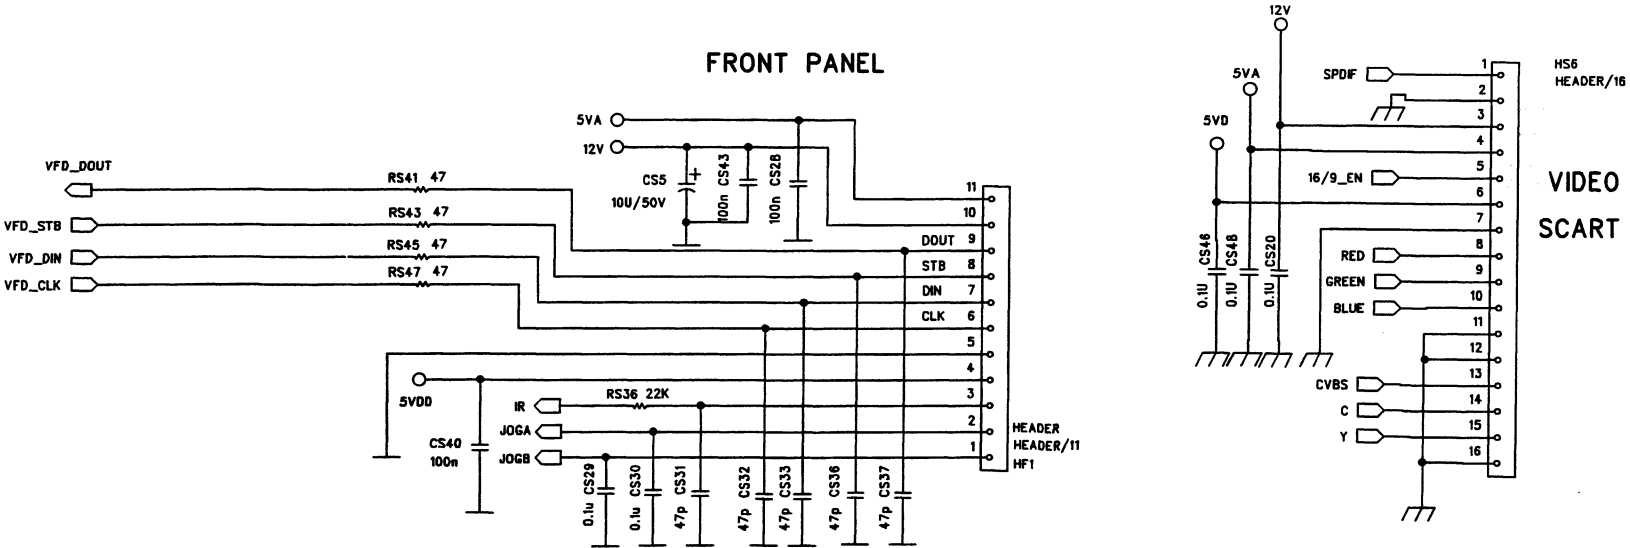 FRONT PANEL
5VA
12V
CS5
10U/50V
100n CS43
100n CS28
VFD_DOUT
RS41 47
VFD_STB
RS43 47
VFD_DIN
RS45 47
VFD_CLK
RS47 47
11
10
DOUT 9
STB 8
DIN 7
CLK 6
5
4
3
2
1
5VDD
CS40
100n
IR
RS36 22K
JOGA
JOGB
HEADER
HEADER/11
HF1
0.1u CS29
0.1u CS30
47p CS31
47p CS32
47p CS33
47p CS36
47p CS37
12V
5VA
5VD
SPDIF
16/9_EN
RED
GREEN
BLUE
CVBS
C
Y
0.1U CS46
0.1U CS48
0.1U CS20
1
2
3
4
5
6
7
8
9
10
11
12
13
14
15
16
HS6
HEADER/16
VIDEO
SCART